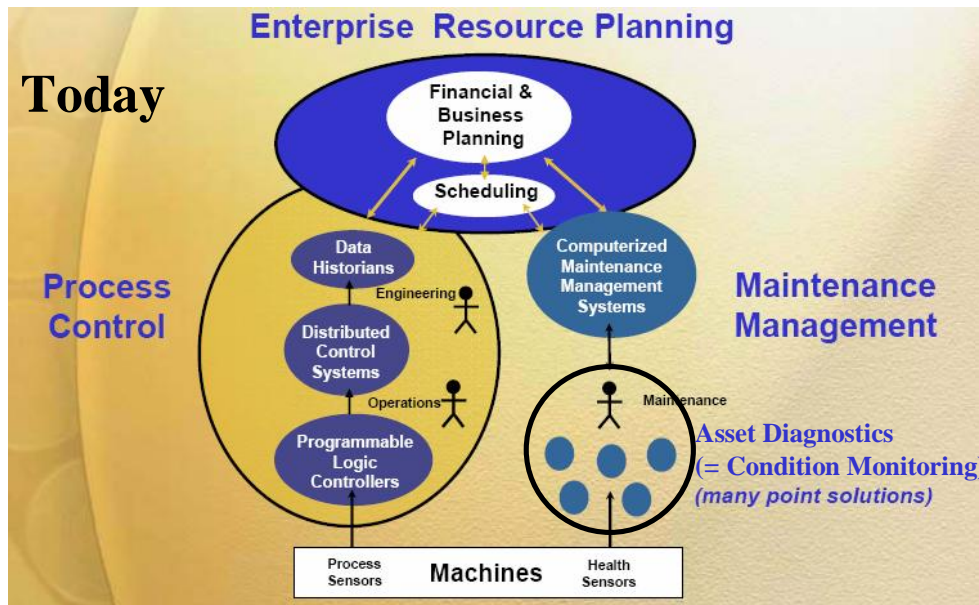 Enterprise Resource Planning
Today
Financial &
Business
Planning
Scheduling
Data
Historians
Computerized
Maintenance
Management
Systems
Process
Control
Engineering
Maintenance
Management
Distributed
Control
Systems
Operations
Maintenance
Programmable
Logic
Controllers
Asset Diagnostics
(= Condition Monitoring)
(many point solutions)
Process
Sensors
Machines
Health
Sensors